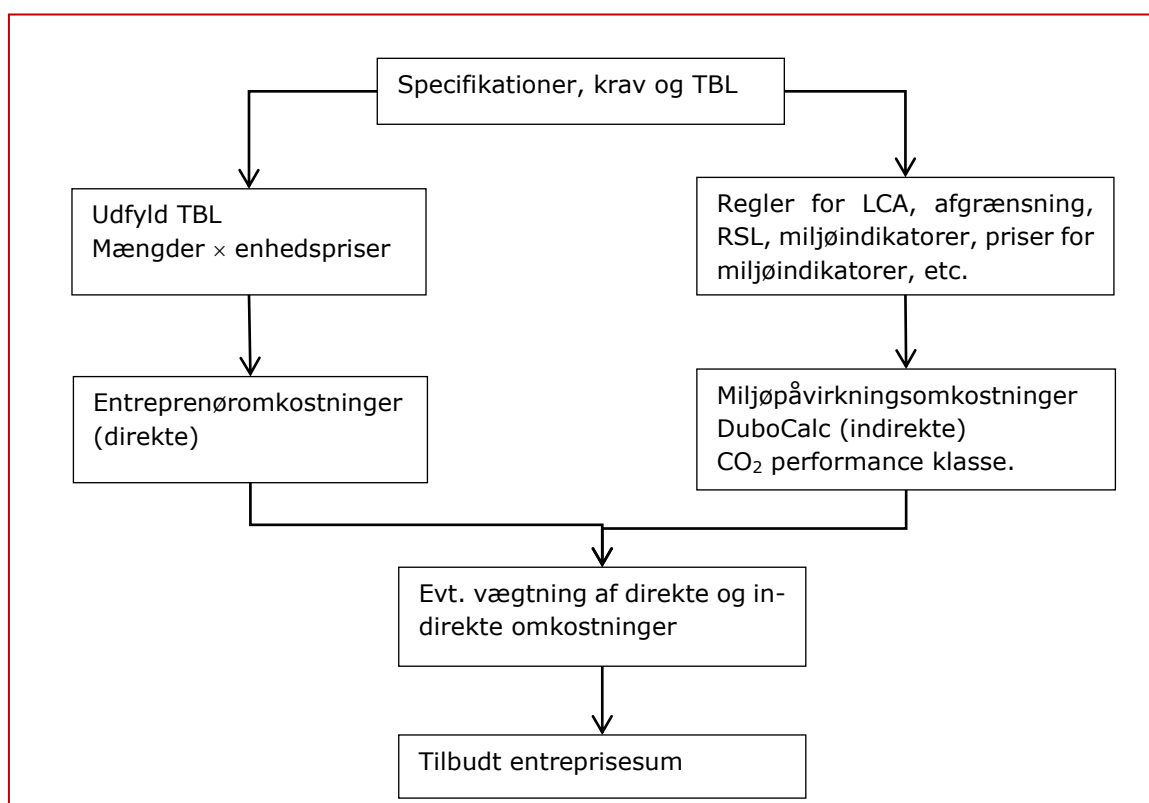 Specifikationer, krav og TBL
Udfyld TBL
Mængder × enhedspriser
Regler for LCA, afgrænsning,
RSL, miljøindikatorer, priser for
miljøindikatorer, etc.
Entreprenøromkostninger
(direkte)
Miljøpåvirkningsomkostninger
DuboCalc (indirekte)
CO₂ performance klasse.
Evt. vægtning af direkte og in-
direkte omkostninger
Tilbudt entreprisesum